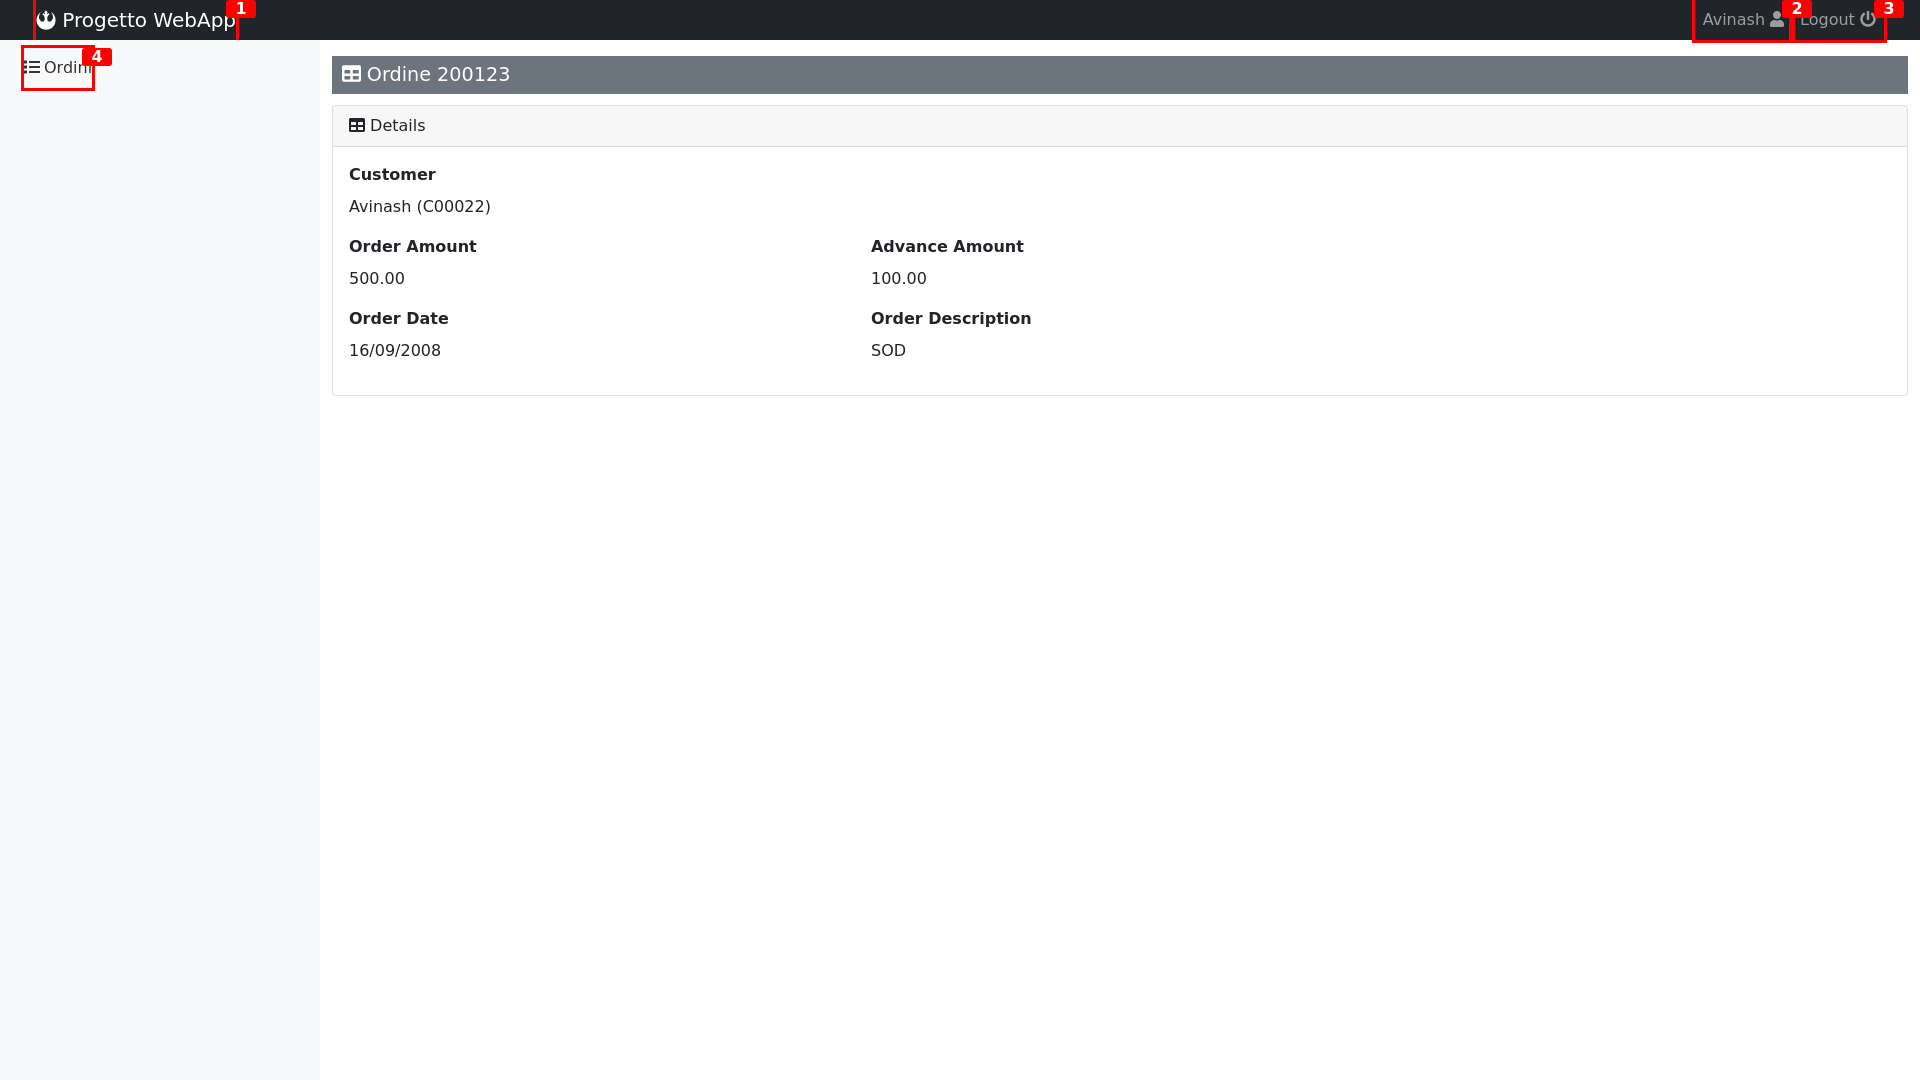 Progetto WebApp 1
Avinash 2 Logout 3
Ordini 4
Ordine 200123
Details
Customer
Avinash (C00022)
Order Amount
500.00
Advance Amount
100.00
Order Date
16/09/2008
Order Description
SOD